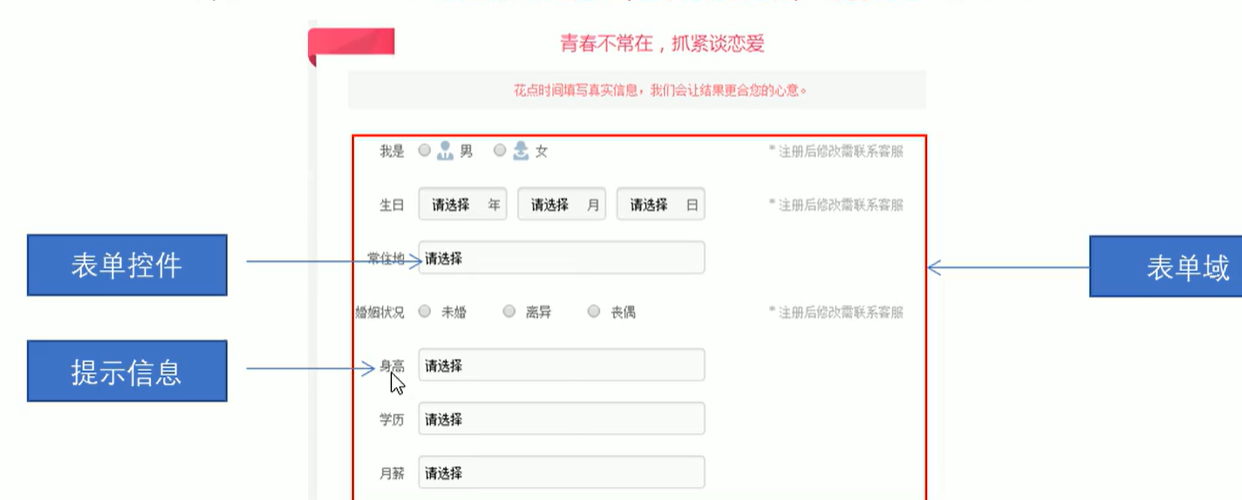 青春不常在，抓紧谈恋爱
花点时间填写真实信息，我们会让结果更合您的心意。
我是 男 女 * 注册后修改需联系客服
生日 请选择 年 请选择 月 请选择 日 * 注册后修改需联系客服
表单控件 常住地 请选择 表单域
婚姻状况 未婚 离异 丧偶 * 注册后修改需联系客服
提示信息 身高 请选择
学历 请选择
月薪 请选择